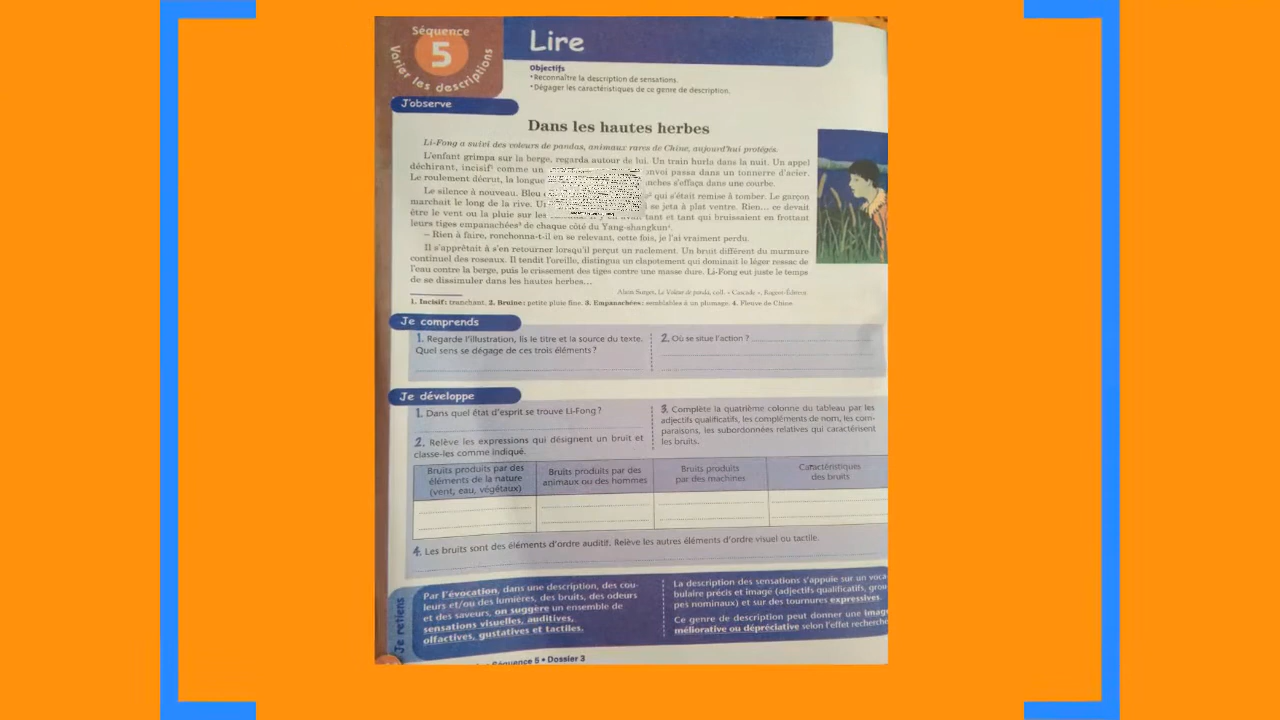 Séquence
5
Varier les descriptions
Lire
Objectifs
•Reconnaître la description de sensations.
•Dégager les caractéristiques de ce genre de description.
J'observe
Dans les hautes herbes
Li-Fong a suivi des voleurs de pandas, animaux rares de Chine, aujourd'hui protégés.
L'enfant grimpa sur la berge, regarda autour de lui. Un train hurla dans la nuit. Un appel
déchirant, incisif¹ comme un onvoi passa dans un tonnerre d'acier.
Le roulement décrut, la longue nches s'effaça dans une courbe.
Le silence à nouveau. Bleu qui s'était remise à tomber. Le garçon
marchait le long de la rive. Un se jeta à plat ventre. Rien... ce devait
être le vent ou la pluie sur les tant et tant qui bruissaient en frottant
leurs tiges empanachées³ de chaque côté du Yang-shangkun⁴.
– Rien à faire, ronchonna-t-il en se relevant, cette fois, je l'ai vraiment perdu.
Il s'apprêtait à s'en retourner lorsqu'il perçut un raclement. Un bruit différent du murmure
continuel des roseaux. Il tendit l'oreille, distingua un clapotement qui dominait le léger ressac de
l'eau contre la berge, puis le crissement des tiges contre une masse dure. Li-Fong eut juste le temps
de se dissimuler dans les hautes herbes...
Alain Surget, Le Voleur de panda, coll. « Cascade », Rageot-Éditeur.
1. Incisif: tranchant. 2. Bruine: petite pluie fine. 3. Empanachées: semblables à un plumage. 4. Fleuve de Chine.
Je comprends
1. Regarde l'illustration, lis le titre et la source du texte.
Quel sens se dégage de ces trois éléments ?
2. Où se situe l'action ?
Je développe
1. Dans quel état d'esprit se trouve Li-Fong ?
2. Relève les expressions qui désignent un bruit et
classe-les comme indiqué.
3. Complète la quatrième colonne du tableau par les
adjectifs qualificatifs, les compléments de nom, les com-
paraisons, les subordonnées relatives qui caractérisent
les bruits.
Bruits produits par des
éléments de la nature
(vent, eau, végétaux)
Bruits produits par des
animaux ou des hommes
Bruits produits
par des machines
Caractéristiques
des bruits
4. Les bruits sont des éléments d'ordre auditif. Relève les autres éléments d'ordre visuel ou tactile.
Je retiens
Par l'évocation, dans une description, des cou-
leurs et/ou des lumières, des bruits, des odeurs
et des saveurs, on suggère un ensemble de
sensations visuelles, auditives,
olfactives, gustatives et tactiles.
La description des sensations s'appuie sur un voca
bulaire précis et imagé (adjectifs qualificatifs, grou
pes nominaux) et sur des tournures expressives.
Ce genre de description peut donner une imag
méliorative ou dépréciative selon l'effet recherché
Séquence 5 • Dossier 3